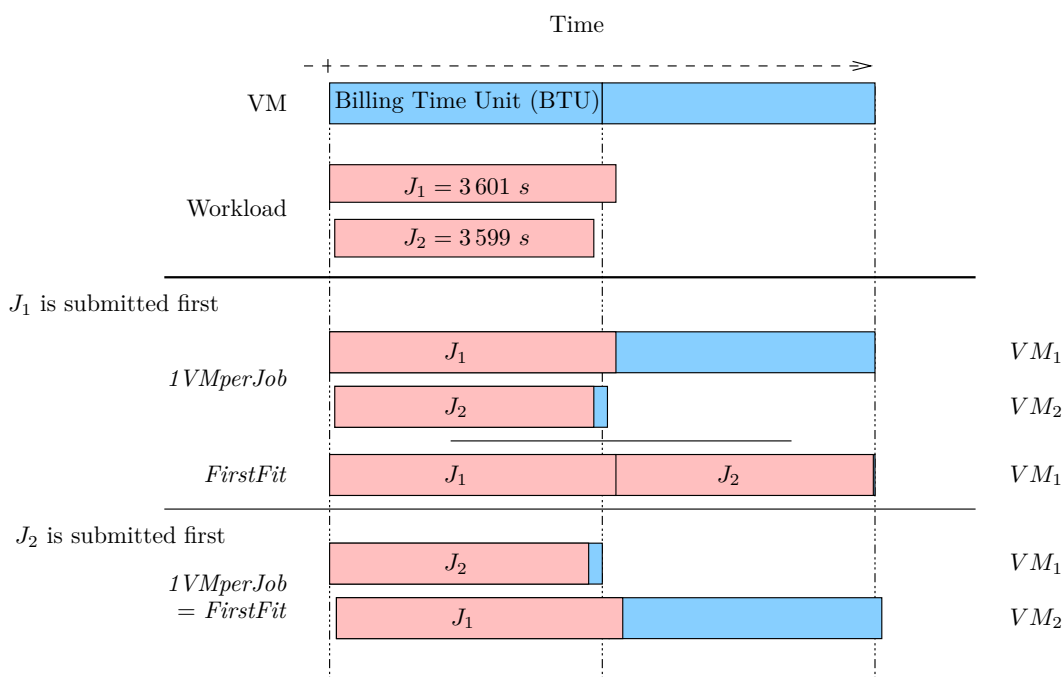 Time
VM
Billing Time Unit (BTU)
J₁ = 3 601 s
Workload
J₂ = 3 599 s
J₁ is submitted first
J₁
VM₁
1VMperJob
J₂
VM₂
FirstFit
J₁
J₂
VM₁
J₂ is submitted first
J₂
VM₁
1VMperJob
= FirstFit
J₁
VM₂